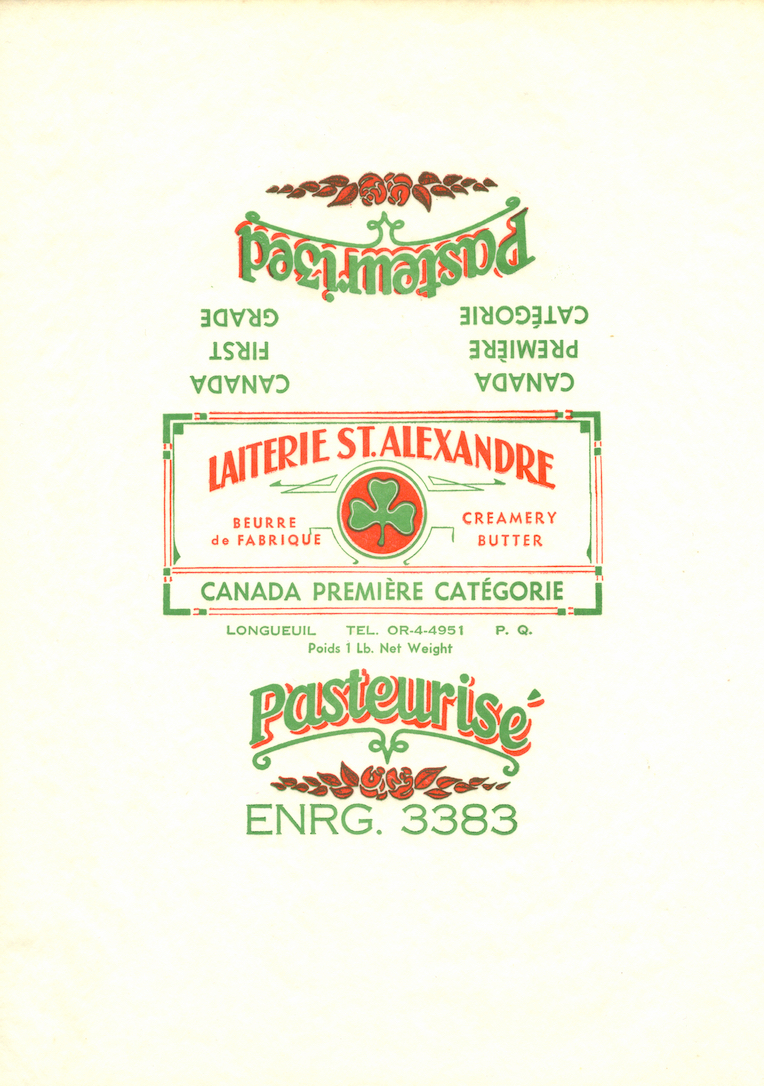 Pasteurized
CANADA CANADA
PREMIÈRE FIRST
CATÉGORIE GRADE
LAITERIE ST. ALEXANDRE
BEURRE CREAMERY
de FABRIQUE BUTTER
CANADA PREMIÈRE CATÉGORIE
LONGUEUIL TEL. OR-4-4951 P. Q.
Poids 1 Lb. Net Weight
Pasteurisé
ENRG. 3383